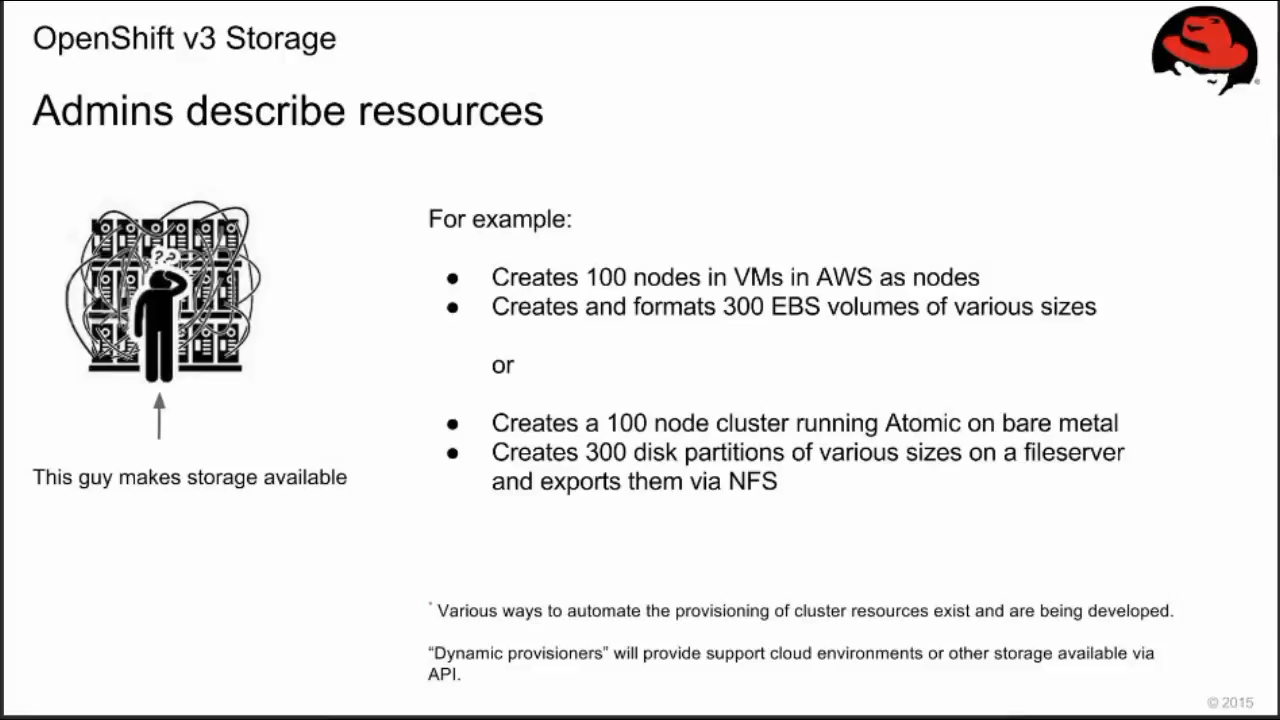 OpenShift v3 Storage
Admins describe resources
??
This guy makes storage available
For example:
● Creates 100 nodes in VMs in AWS as nodes
● Creates and formats 300 EBS volumes of various sizes
or
● Creates a 100 node cluster running Atomic on bare metal
● Creates 300 disk partitions of various sizes on a fileserver
and exports them via NFS
* Various ways to automate the provisioning of cluster resources exist and are being developed.
“Dynamic provisioners” will provide support cloud environments or other storage available via
API.
© 2015